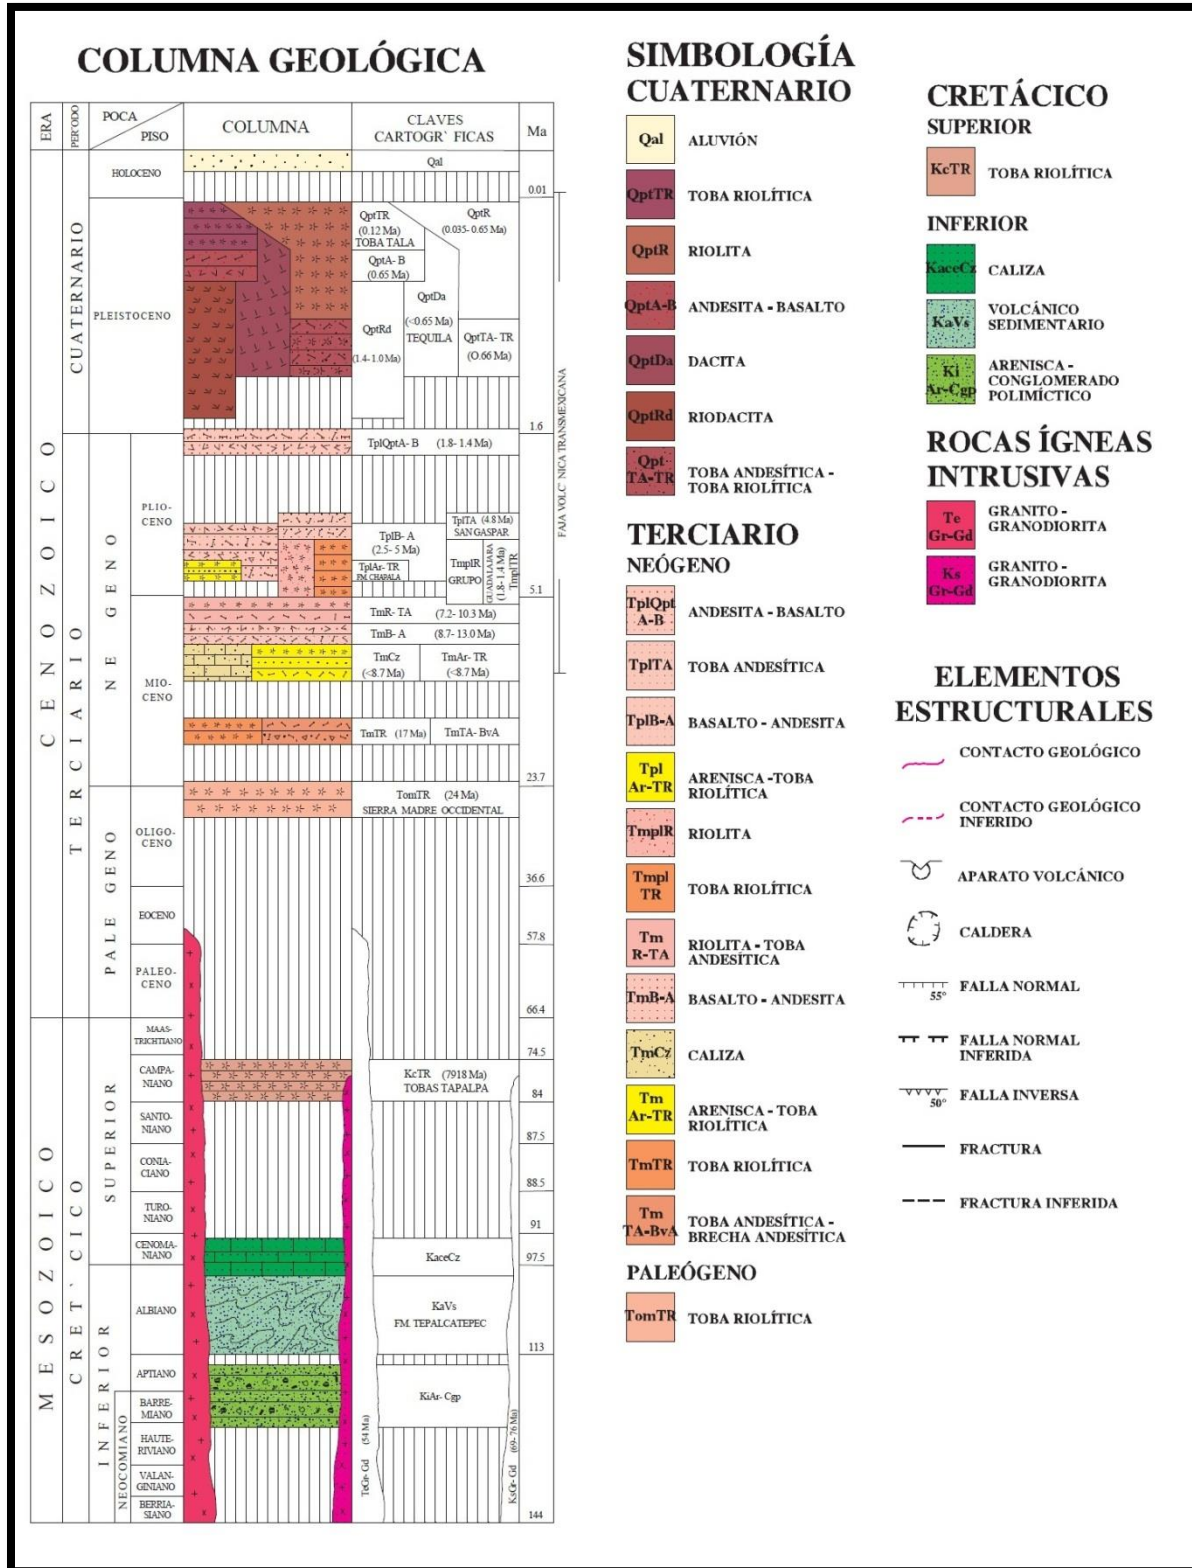 COLUMNA GEOLÓGICA
ERA
PER'ODO
POCA
PISO
COLUMNA
CLAVES
CARTOGR` FICAS
Ma
CENOZOICO
MESOZOICO
CUATERNARIO
TERCIARIO
CRET`CICO
NE GENO
PALE GENO
SUPERIOR
INFERIOR
NEOCOMIANO
HOLOCENO
PLEISTOCENO
PLIO-
CENO
MIO-
CENO
OLIGO-
CENO
EOCENO
PALEO-
CENO
MAAS-
TRICHTIANO
CAMPA-
NIANO
SANTO-
NIANO
CONIA-
CIANO
TURO-
NIANO
CENOMA-
NIANO
ALBIANO
APTIANO
BARRE-
MIANO
HAUTE-
RIVIANO
VALAN-
GINIANO
BERRIA-
SIANO
Qal
QptTR
(0.12 Ma)
TOBA TALA
QptR
(0.035- 0.65 Ma)
QptA- B
(0.65 Ma)
QptDa
(<0.65 Ma)
TEQUILA
QptRd
(1.4- 1.0 Ma)
QptTA- TR
(O.66 Ma)
TplQptA- B (1.8- 1.4 Ma)
TplTA (4.8 Ma)
SAN GASPAR
TplB- A
(2.5- 5 Ma)
TplAr- TR
FM. CHAPALA
TmplR
GRUPO
GUADALAJARA
(1.8- 1.4 Ma)
TmplTR
TmR- TA (7.2- 10.3 Ma)
TmB- A (8.7- 13.0 Ma)
TmCz
(<8.7 Ma)
TmAr- TR
(<8.7 Ma)
TmTR (17 Ma)
TmTA- BvA
TomTR (24 Ma)
SIERRA MADRE OCCIDENTAL
KcTR (7918 Ma)
TOBAS TAPALPA
KaceCz
KaVs
FM. TEPALCATEPEC
KiAr- Cgp
TeGr- Gd (54 Ma)
KsGr- Gd (69- 76 Ma)
0.01
1.6
5.1
23.7
36.6
57.8
66.4
74.5
84
87.5
88.5
91
97.5
113
144
FAJA VOLC` NICA TRANSMEXICANA
SIMBOLOGÍA
CUATERNARIO
Qal ALUVIÓN
QptTR TOBA RIOLÍTICA
QptR RIOLITA
QptA-B ANDESITA - BASALTO
QptDa DACITA
QptRd RIODACITA
Qpt
TA-TR TOBA ANDESÍTICA -
TOBA RIOLÍTICA
TERCIARIO
NEÓGENO
TplQpt
A-B ANDESITA - BASALTO
TplTA TOBA ANDESÍTICA
TplB-A BASALTO - ANDESITA
Tpl
Ar-TR ARENISCA - TOBA
RIOLÍTICA
TmplR RIOLITA
Tmpl
TR TOBA RIOLÍTICA
Tm
R-TA RIOLITA - TOBA
ANDESÍTICA
TmB-A BASALTO - ANDESITA
TmCz CALIZA
Tm
Ar-TR ARENISCA - TOBA
RIOLÍTICA
TmTR TOBA RIOLÍTICA
Tm
TA-BvA TOBA ANDESÍTICA -
BRECHA ANDESÍTICA
PALEÓGENO
TomTR TOBA RIOLÍTICA
CRETÁCICO
SUPERIOR
KcTR TOBA RIOLÍTICA
INFERIOR
KaceCz CALIZA
KaVs VOLCÁNICO
SEDIMENTARIO
Ki
Ar-Cgp ARENISCA -
CONGLOMERADO
POLIMÍCTICO
ROCAS ÍGNEAS
INTRUSIVAS
Te
Gr-Gd GRANITO -
GRANODIORITA
Ks
Gr-Gd GRANITO -
GRANODIORITA
ELEMENTOS
ESTRUCTURALES
CONTACTO GEOLÓGICO
CONTACTO GEOLÓGICO
INFERIDO
APARATO VOLCÁNICO
CALDERA
55° FALLA NORMAL
FALLA NORMAL
INFERIDA
50° FALLA INVERSA
FRACTURA
FRACTURA INFERIDA